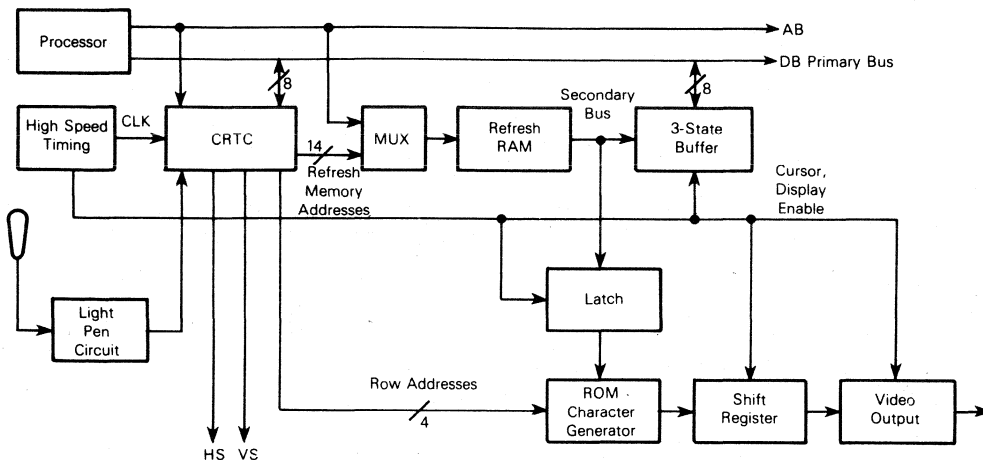 Processor
AB
DB Primary Bus
8
8
High Speed
Timing
CLK
CRTC
14
Refresh
Memory
Addresses
MUX
Refresh
RAM
Secondary
Bus
3-State
Buffer
Cursor,
Display
Enable
Light
Pen
Circuit
Latch
Row Addresses
4
ROM
Character
Generator
Shift
Register
Video
Output
HS
VS